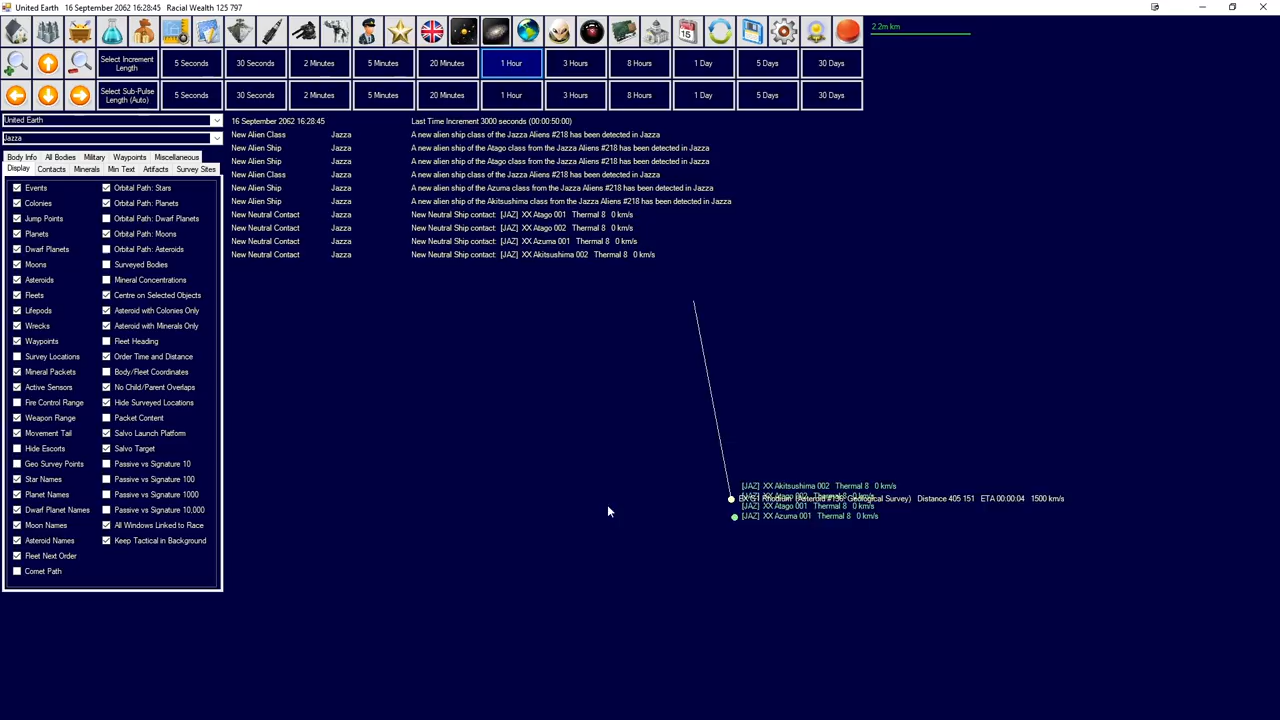 United Earth   16 September 2062 16:28:45   Racial Wealth 125 797
2.2m km
Select Increment Length
5 Seconds
30 Seconds
2 Minutes
5 Minutes
20 Minutes
1 Hour
3 Hours
8 Hours
1 Day
5 Days
30 Days
Select Sub-Pulse Length (Auto)
5 Seconds
30 Seconds
2 Minutes
5 Minutes
20 Minutes
1 Hour
3 Hours
8 Hours
1 Day
5 Days
30 Days
United Earth
Jazza
Body Info   All Bodies   Military   Waypoints   Miscellaneous
Display   Contacts   Minerals   Min Text   Artifacts   Survey Sites
Events   Orbital Path: Stars
Colonies   Orbital Path: Planets
Jump Points   Orbital Path: Dwarf Planets
Planets   Orbital Path: Moons
Dwarf Planets   Orbital Path: Asteroids
Moons   Surveyed Bodies
Asteroids   Mineral Concentrations
Fleets   Centre on Selected Objects
Lifepods   Asteroid with Colonies Only
Wrecks   Asteroid with Minerals Only
Waypoints   Fleet Heading
Survey Locations   Order Time and Distance
Mineral Packets   Body/Fleet Coordinates
Active Sensors   No Child/Parent Overlaps
Fire Control Range   Hide Surveyed Locations
Weapon Range   Packet Content
Movement Tail   Salvo Launch Platform
Hide Escorts   Salvo Target
Geo Survey Points   Passive vs Signature 10
Star Names   Passive vs Signature 100
Planet Names   Passive vs Signature 1000
Dwarf Planet Names   Passive vs Signature 10,000
Moon Names   All Windows Linked to Race
Asteroid Names   Keep Tactical in Background
Fleet Next Order
Comet Path
16 September 2062 16:28:45   Last Time Increment 3000 seconds (00:00:50:00)
New Alien Class   Jazza   A new alien ship class of the Jazza Aliens #218 has been detected in Jazza
New Alien Ship   Jazza   A new alien ship of the Atago class from the Jazza Aliens #218 has been detected in Jazza
New Alien Ship   Jazza   A new alien ship of the Atago class from the Jazza Aliens #218 has been detected in Jazza
New Alien Class   Jazza   A new alien ship class of the Jazza Aliens #218 has been detected in Jazza
New Alien Ship   Jazza   A new alien ship of the Azuma class from the Jazza Aliens #218 has been detected in Jazza
New Alien Ship   Jazza   A new alien ship of the Akitsushima class from the Jazza Aliens #218 has been detected in Jazza
New Neutral Contact   Jazza   New Neutral Ship contact: [JAZ] XX Atago 001 Thermal 8 0 km/s
New Neutral Contact   Jazza   New Neutral Ship contact: [JAZ] XX Atago 002 Thermal 8 0 km/s
New Neutral Contact   Jazza   New Neutral Ship contact: [JAZ] XX Azuma 001 Thermal 8 0 km/s
New Neutral Contact   Jazza   New Neutral Ship contact: [JAZ] XX Akitsushima 002 Thermal 8 0 km/s
[JAZ] XX Akitsushima 002 Thermal 8 0 km/s
Geological Survey) Distance 405 151 ETA 00:00:04 1500 km/s
[JAZ] XX Atago 001 Thermal 8 0 km/s
[JAZ] XX Azuma 001 Thermal 8 0 km/s